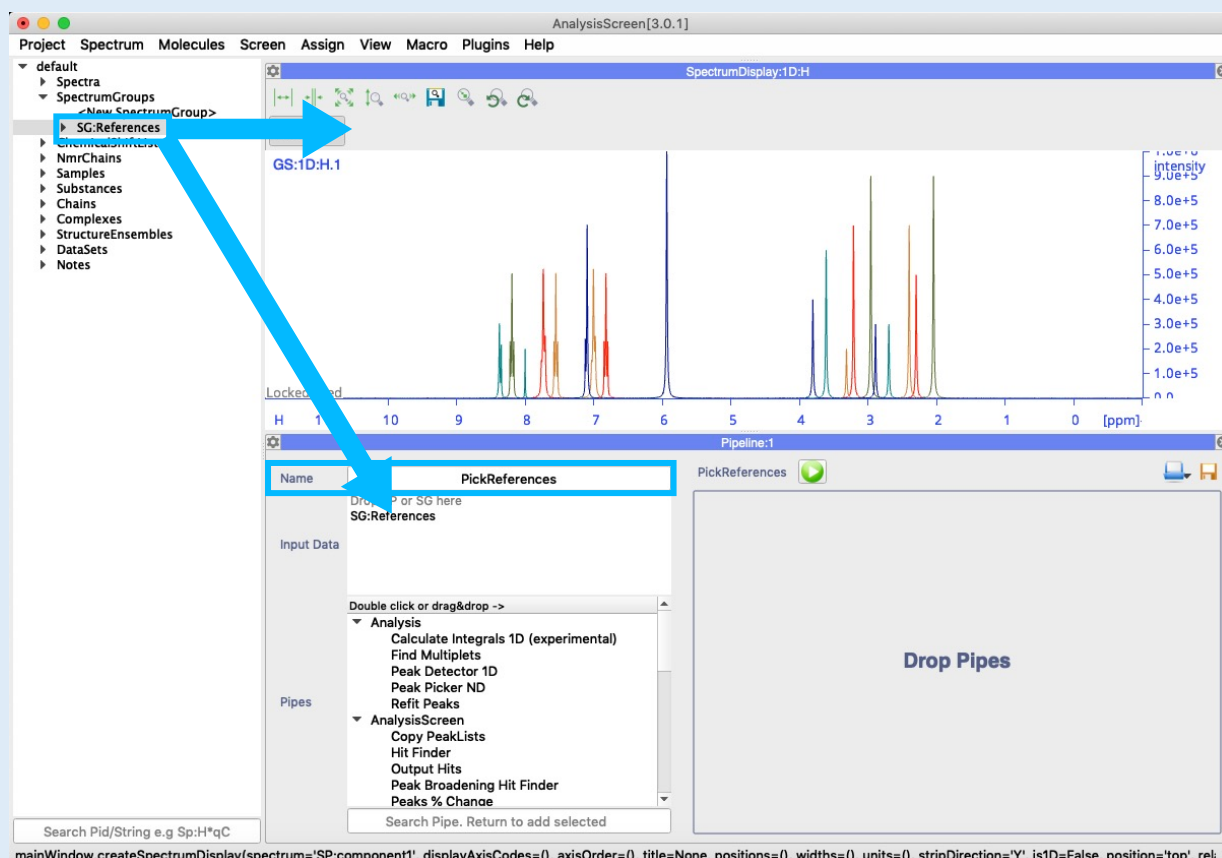 AnalysisScreen[3.0.1]
Project Spectrum Molecules Screen Assign View Macro Plugins Help
default
Spectra
SpectrumGroups
<New SpectrumGroup>
SG:References
NmrChains
Samples
Substances
Chains
Complexes
StructureEnsembles
DataSets
Notes
Search Pid/String e.g Sp:H*qC
SpectrumDisplay:1D:H
GS:1D:H.1
intensity
9.0e+5
8.0e+5
7.0e+5
6.0e+5
5.0e+5
4.0e+5
3.0e+5
2.0e+5
1.0e+5
0.0
H 10 9 8 7 6 5 4 3 2 1 0 [ppm]
Pipeline:1
Name PickReferences
or SG here
SG:References
Input Data
Double click or drag&drop ->
Analysis
Calculate Integrals 1D (experimental)
Find Multiplets
Peak Detector 1D
Peak Picker ND
Refit Peaks
AnalysisScreen
Copy PeakLists
Hit Finder
Output Hits
Peak Broadening Hit Finder
Peaks % Change
Pipes
Search Pipe. Return to add selected
PickReferences
Drop Pipes
mainWindow.createSpectrumDisplay(spectrum='SP:component1', displayAxisCodes=(), axisOrder=(), title=None, positions=(), widths=(), units=(), stripDirection='Y', is1D=False, position='top', rel